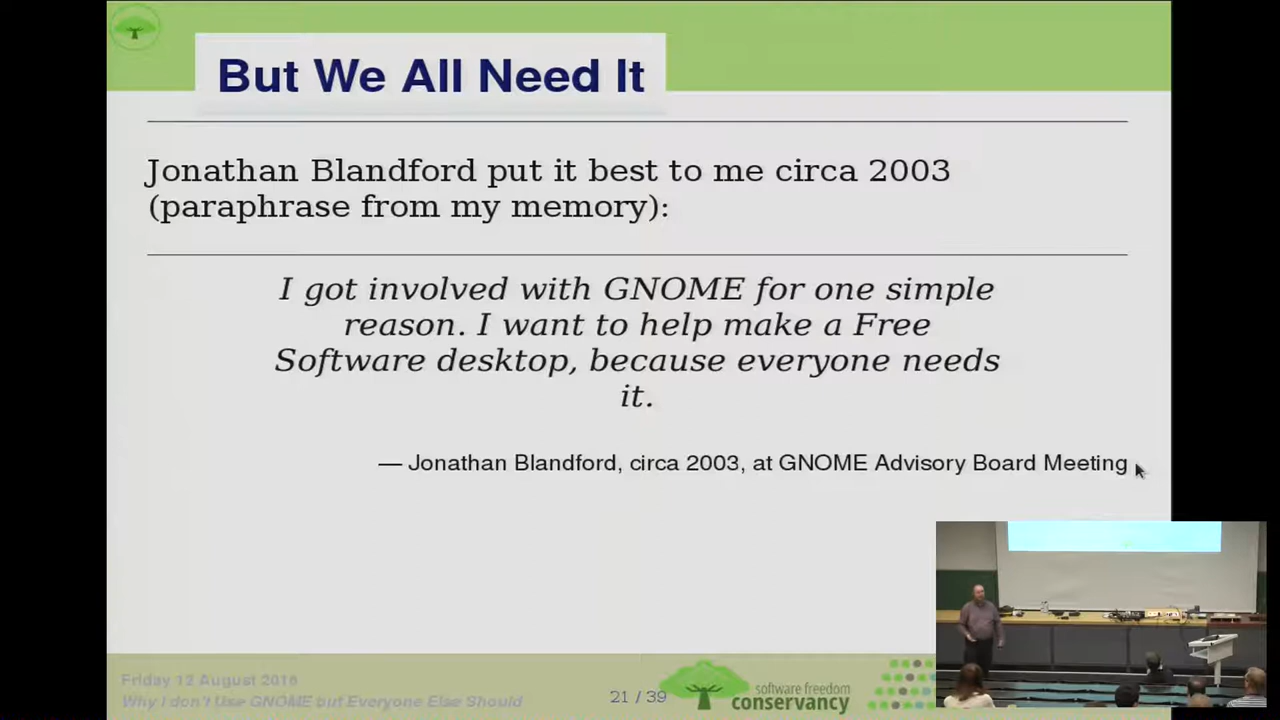 But We All Need It
Jonathan Blandford put it best to me circa 2003
(paraphrase from my memory):
I got involved with GNOME for one simple
reason. I want to help make a Free
Software desktop, because everyone needs
it.
— Jonathan Blandford, circa 2003, at GNOME Advisory Board Meeting
Friday 12 August 2016
Why I don't Use GNOME but Everyone Else Should
21 / 39
software freedom
conservancy